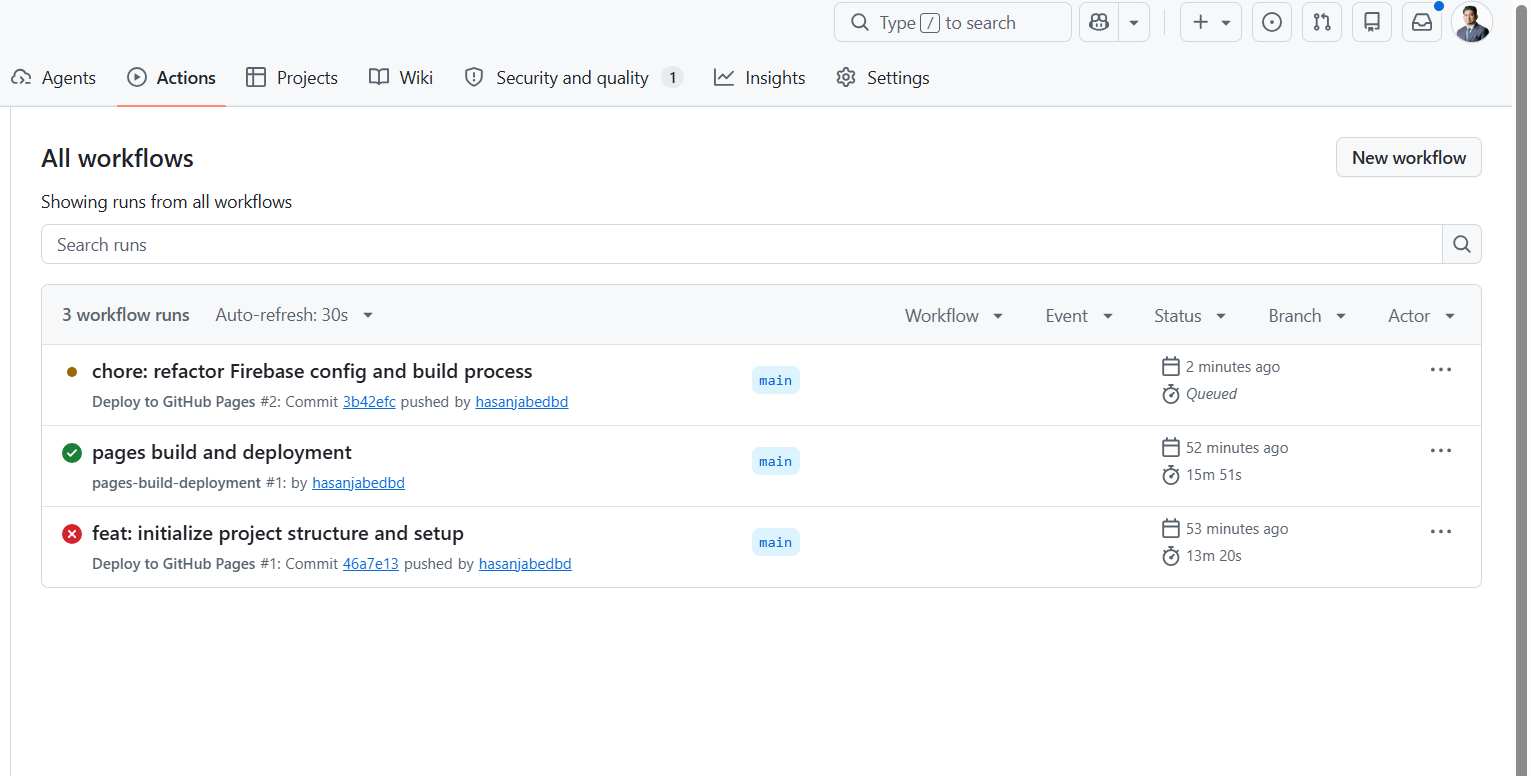 Type / to search
Agents
Actions
Projects
Wiki
Security and quality 1
Insights
Settings
All workflows
New workflow
Showing runs from all workflows
Search runs
3 workflow runs Auto-refresh: 30s Workflow Event Status Branch Actor
chore: refactor Firebase config and build process
Deploy to GitHub Pages #2: Commit 3b42efc pushed by hasanjabedbd
main
2 minutes ago
Queued
pages build and deployment
pages-build-deployment #1: by hasanjabedbd
main
52 minutes ago
15m 51s
feat: initialize project structure and setup
Deploy to GitHub Pages #1: Commit 46a7e13 pushed by hasanjabedbd
main
53 minutes ago
13m 20s